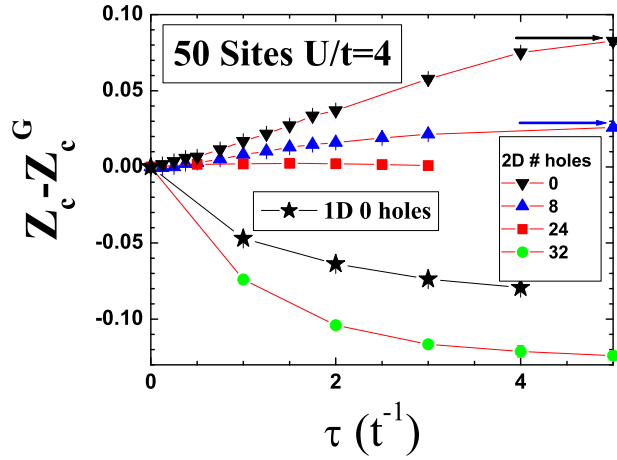 0.10
50 Sites U/t=4
0.05
2D # holes
0
8
24
32
0.00
1D 0 holes
-0.05
-0.10
Z_c-Z_c^G
0
2
4
τ (t^-1)